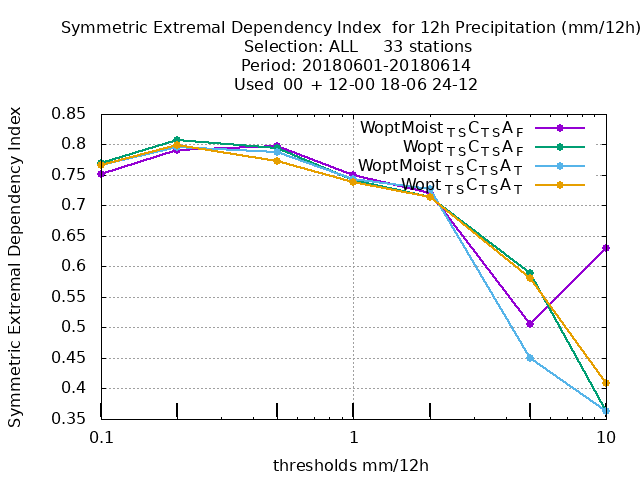 Symmetric Extremal Dependency Index  for 12h Precipitation (mm/12h)
Selection: ALL     33 stations
Period: 20180601-20180614
Used  00  + 12-00 18-06 24-12
Symmetric Extremal Dependency Index
0.85
0.8
0.75
0.7
0.65
0.6
0.55
0.5
0.45
0.4
0.35
WoptMoist TS C TS A F
Wopt TS C TS A F
WoptMoist TS C TS A T
Wopt TS C TS A T
0.1 1 10
thresholds mm/12h